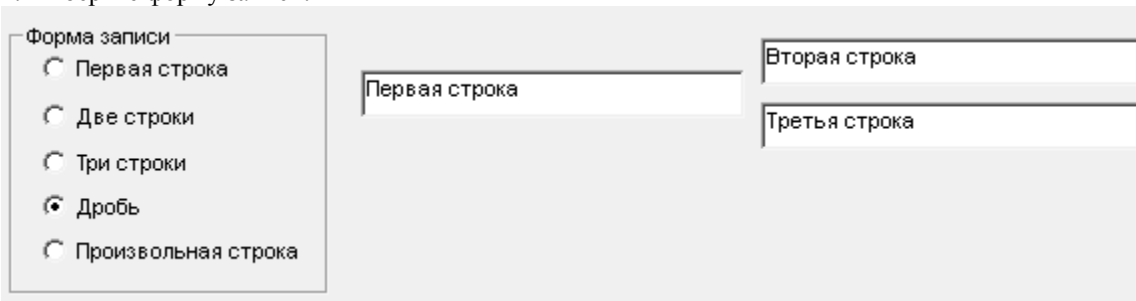 Форма записи
Первая строка
Две строки
Три строки
Дробь
Произвольная строка
Первая строка
Вторая строка
Третья строка